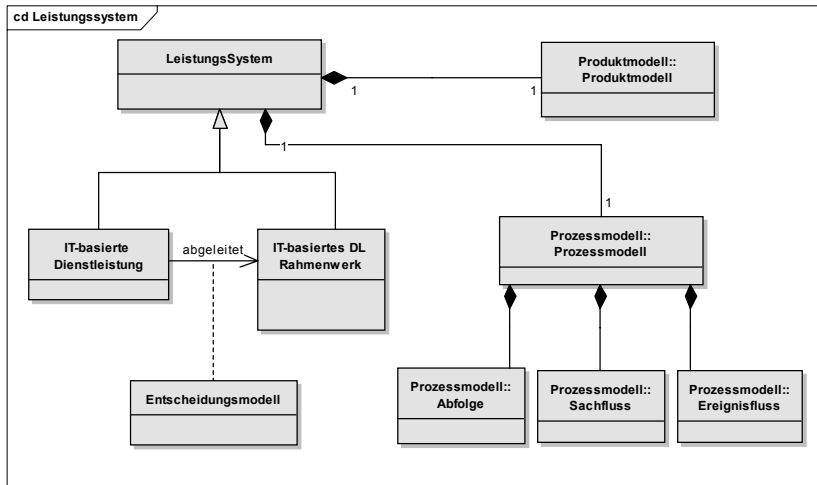 cd Leistungssystem
LeistungsSystem
Produktmodell::
Produktmodell
1
1
1
1
IT-basierte
Dienstleistung
abgeleitet
IT-basiertes DL
Rahmenwerk
Prozessmodell::
Prozessmodell
Entscheidungsmodell
Prozessmodell::
Abfolge
Prozessmodell::
Sachfluss
Prozessmodell::
Ereignisfluss